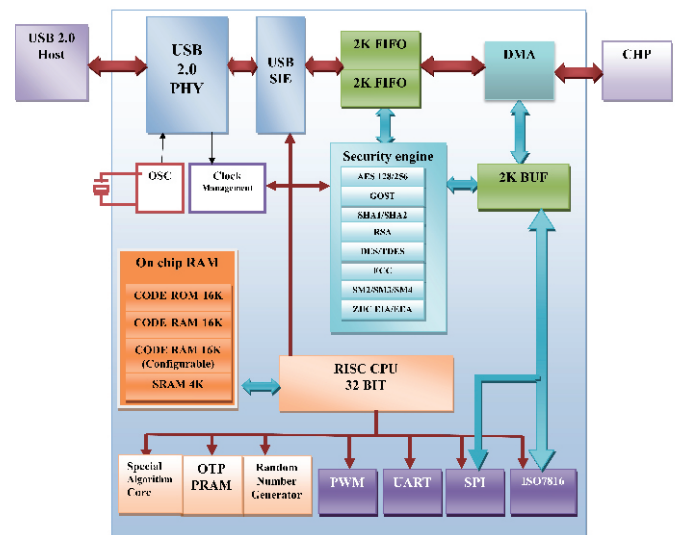 USB 2.0
Host
USB
2.0
PHY
USB
SIE
2K FIFO
2K FIFO
DMA
CHP
OSC
Clock
Management
Security engine
AES 128/256
GOST
SHA1/SHA2
RSA
DES/TDES
ECC
SM2/SM3/SM4
ZUC EIA/EEA
2K BUF
On chip RAM
CODE ROM 16K
CODE RAM 16K
CODE RAM 16K
(Configurable)
SRAM 4K
RISC CPU
32 BIT
Special
Algorithm
Core
OTP
PRAM
Random
Number
Generator
PWM
UART
SPI
ISO7816